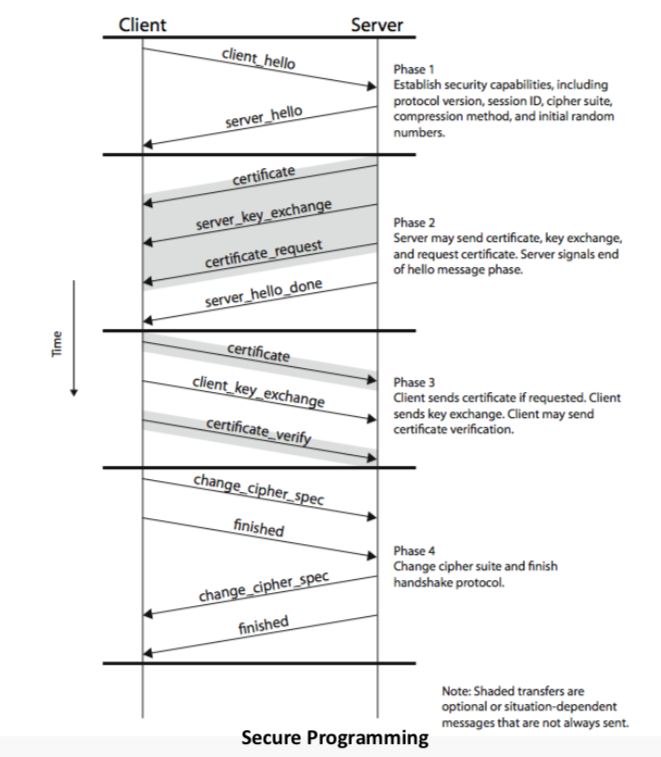 Client
Server
client_hello
Phase 1
Establish security capabilities, including
protocol version, session ID, cipher suite,
compression method, and initial random
numbers.
server_hello
certificate
server_key_exchange
Phase 2
Server may send certificate, key exchange,
and request certificate. Server signals end
of hello message phase.
certificate_request
server_hello_done
Time
certificate
client_key_exchange
Phase 3
Client sends certificate if requested. Client
sends key exchange. Client may send
certificate verification.
certificate_verify
change_cipher_spec
finished
Phase 4
Change cipher suite and finish
handshake protocol.
change_cipher_spec
finished
Note: Shaded transfers are
optional or situation-dependent
messages that are not always sent.
Secure Programming